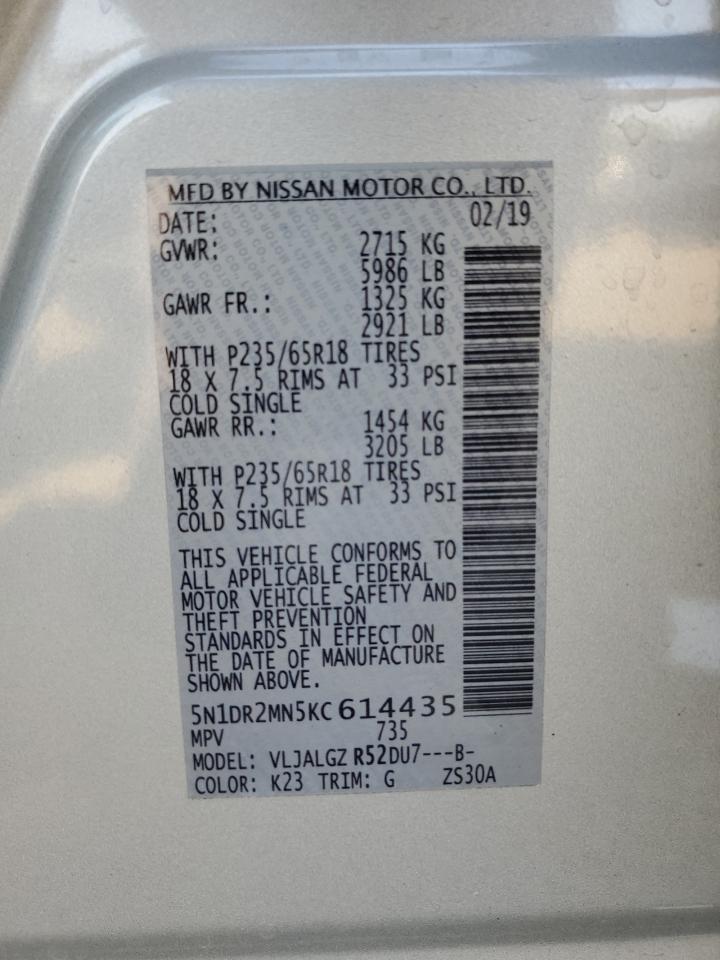 MFD BY NISSAN MOTOR CO., LTD.
DATE: 02/19
GVWR: 2715 KG
5986 LB
GAWR FR.: 1325 KG
2921 LB
WITH P235/65R18 TIRES
18 X 7.5 RIMS AT 33 PSI
COLD SINGLE
GAWR RR.: 1454 KG
3205 LB
WITH P235/65R18 TIRES
18 X 7.5 RIMS AT 33 PSI
COLD SINGLE
THIS VEHICLE CONFORMS TO
ALL APPLICABLE FEDERAL
MOTOR VEHICLE SAFETY AND
THEFT PREVENTION
STANDARDS IN EFFECT ON
THE DATE OF MANUFACTURE
SHOWN ABOVE.
5N1DR2MN5KC614435
MPV 735
MODEL: VLJALGZ R52DU7---B-
COLOR: K23 TRIM: G ZS30A